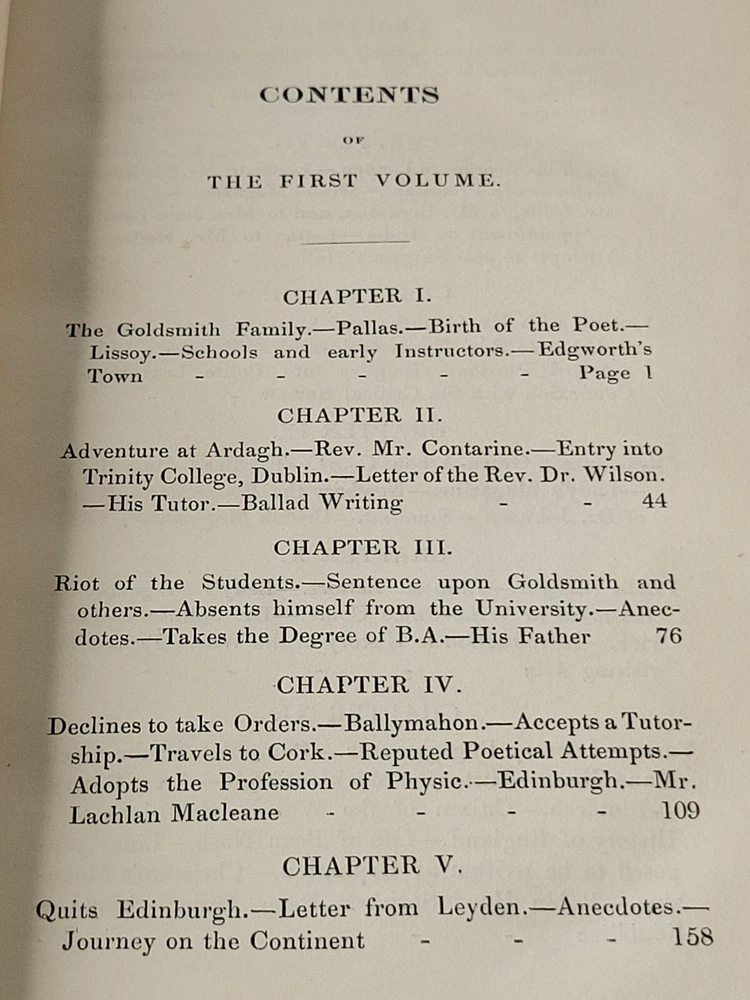 CONTENTS
OF
THE FIRST VOLUME.
CHAPTER I.
The Goldsmith Family.—Pallas.—Birth of the Poet.—
Lissoy.—Schools and early Instructors.—Edgworth's
Town - - - - - Page 1
CHAPTER II.
Adventure at Ardagh.—Rev. Mr. Contarine.—Entry into
Trinity College, Dublin.—Letter of the Rev. Dr. Wilson.
—His Tutor.—Ballad Writing - - 44
CHAPTER III.
Riot of the Students.—Sentence upon Goldsmith and
others.—Absents himself from the University.—Anec-
dotes.—Takes the Degree of B.A.—His Father 76
CHAPTER IV.
Declines to take Orders.—Ballymahon.—Accepts a Tutor-
ship.—Travels to Cork.—Reputed Poetical Attempts.—
Adopts the Profession of Physic.—Edinburgh.—Mr.
Lachlan Macleane - - - - 109
CHAPTER V.
Quits Edinburgh.—Letter from Leyden.—Anecdotes.—
Journey on the Continent - - - 158